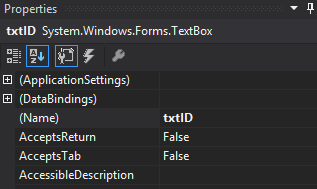 Properties
txtID System.Windows.Forms.TextBox
(ApplicationSettings)
(DataBindings)
(Name) txtID
AcceptsReturn False
AcceptsTab False
AccessibleDescription